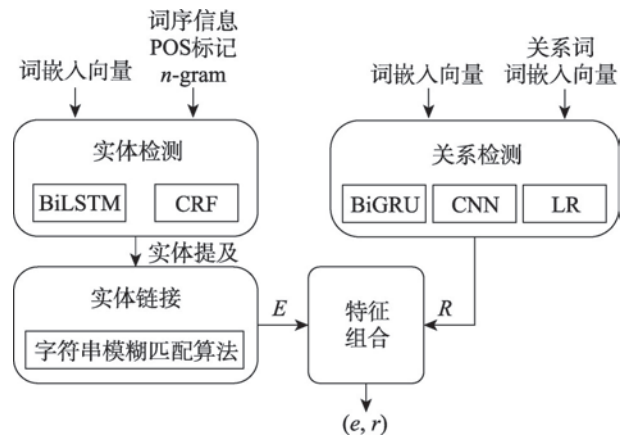 词序信息
POS标记
n-gram
词嵌入向量
关系词
词嵌入向量
词嵌入向量
实体检测
BiLSTM
CRF
关系检测
BiGRU
CNN
LR
实体提及
实体链接
字符串模糊匹配算法
E
特征
组合
R
(e, r)